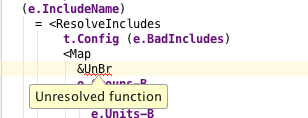 (e.IncludeName)
= <ResolveIncludes
t.Config (e.BadIncludes)
<Map
&UnBr
Unresolved function
e.Units-B